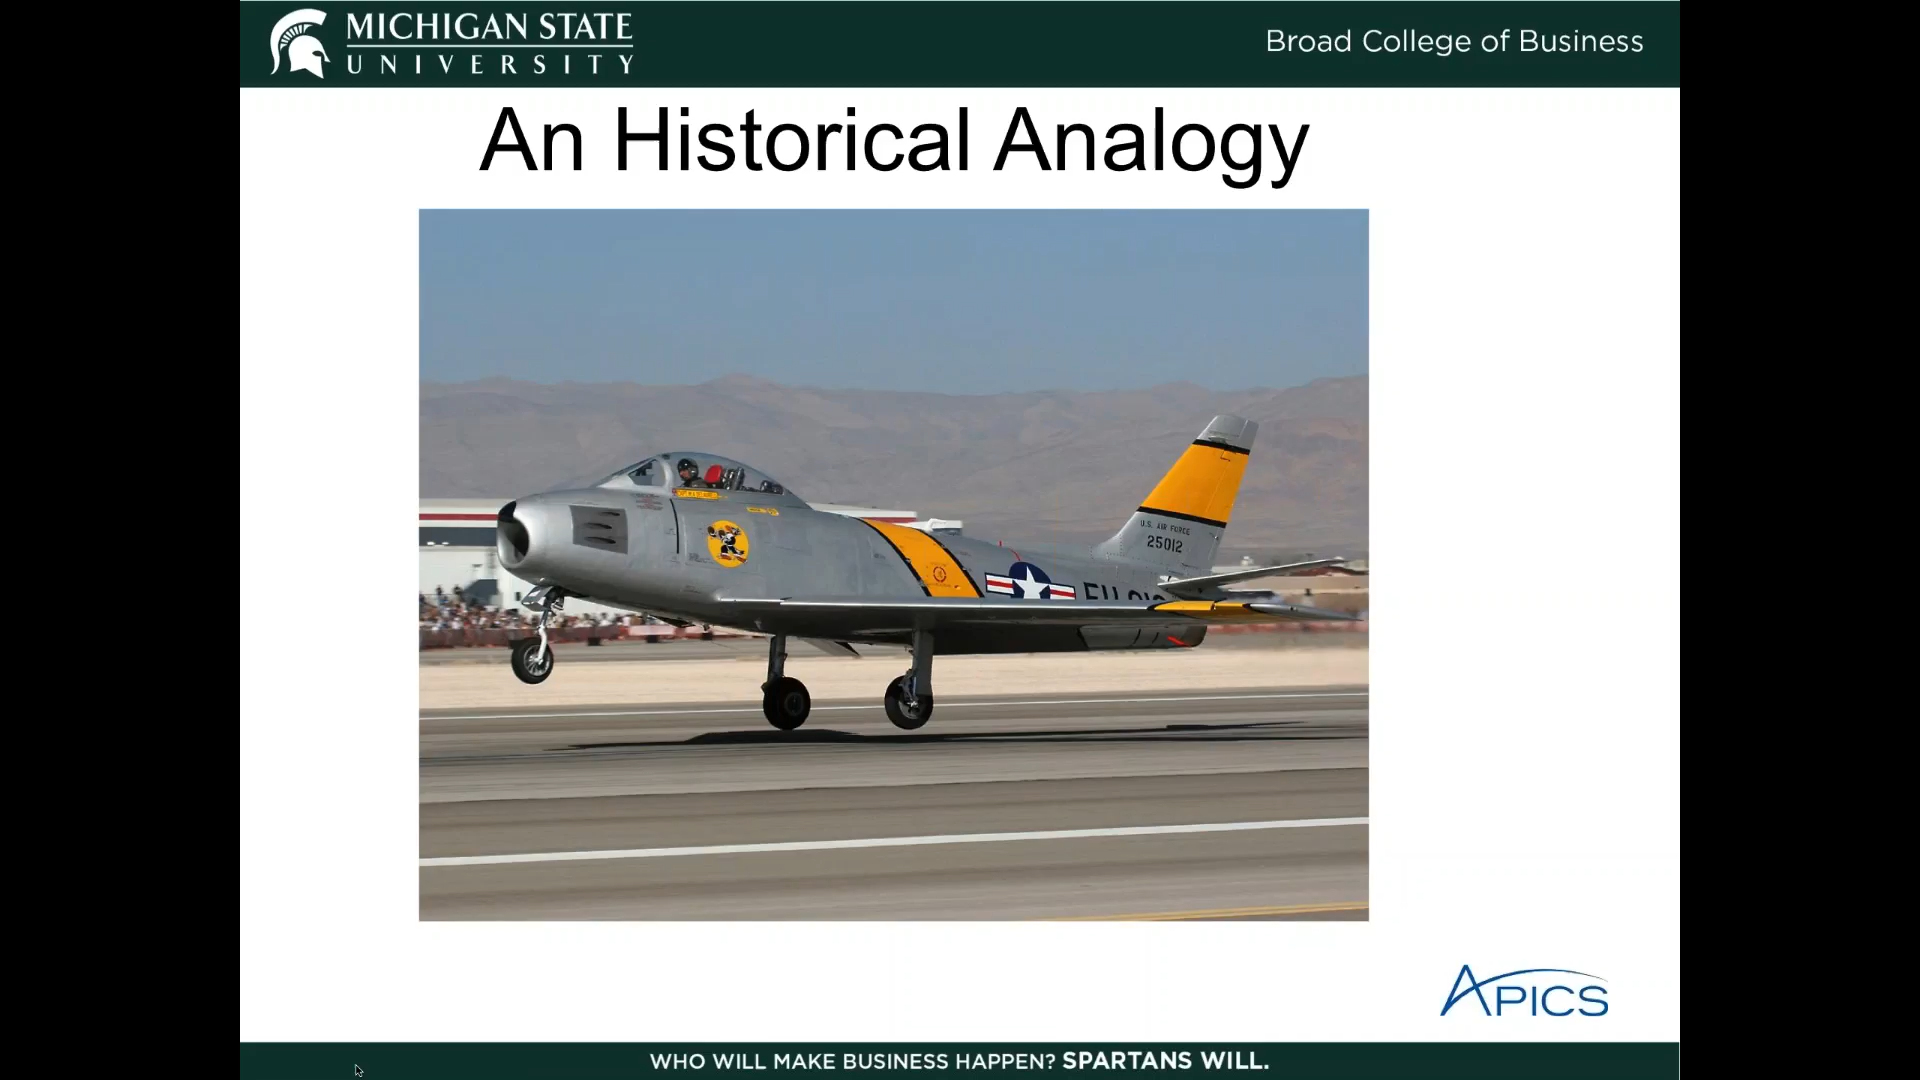 MICHIGAN STATE
UNIVERSITY
Broad College of Business
An Historical Analogy
U.S. AIR FORCE
25012
APICS
WHO WILL MAKE BUSINESS HAPPEN? SPARTANS WILL.